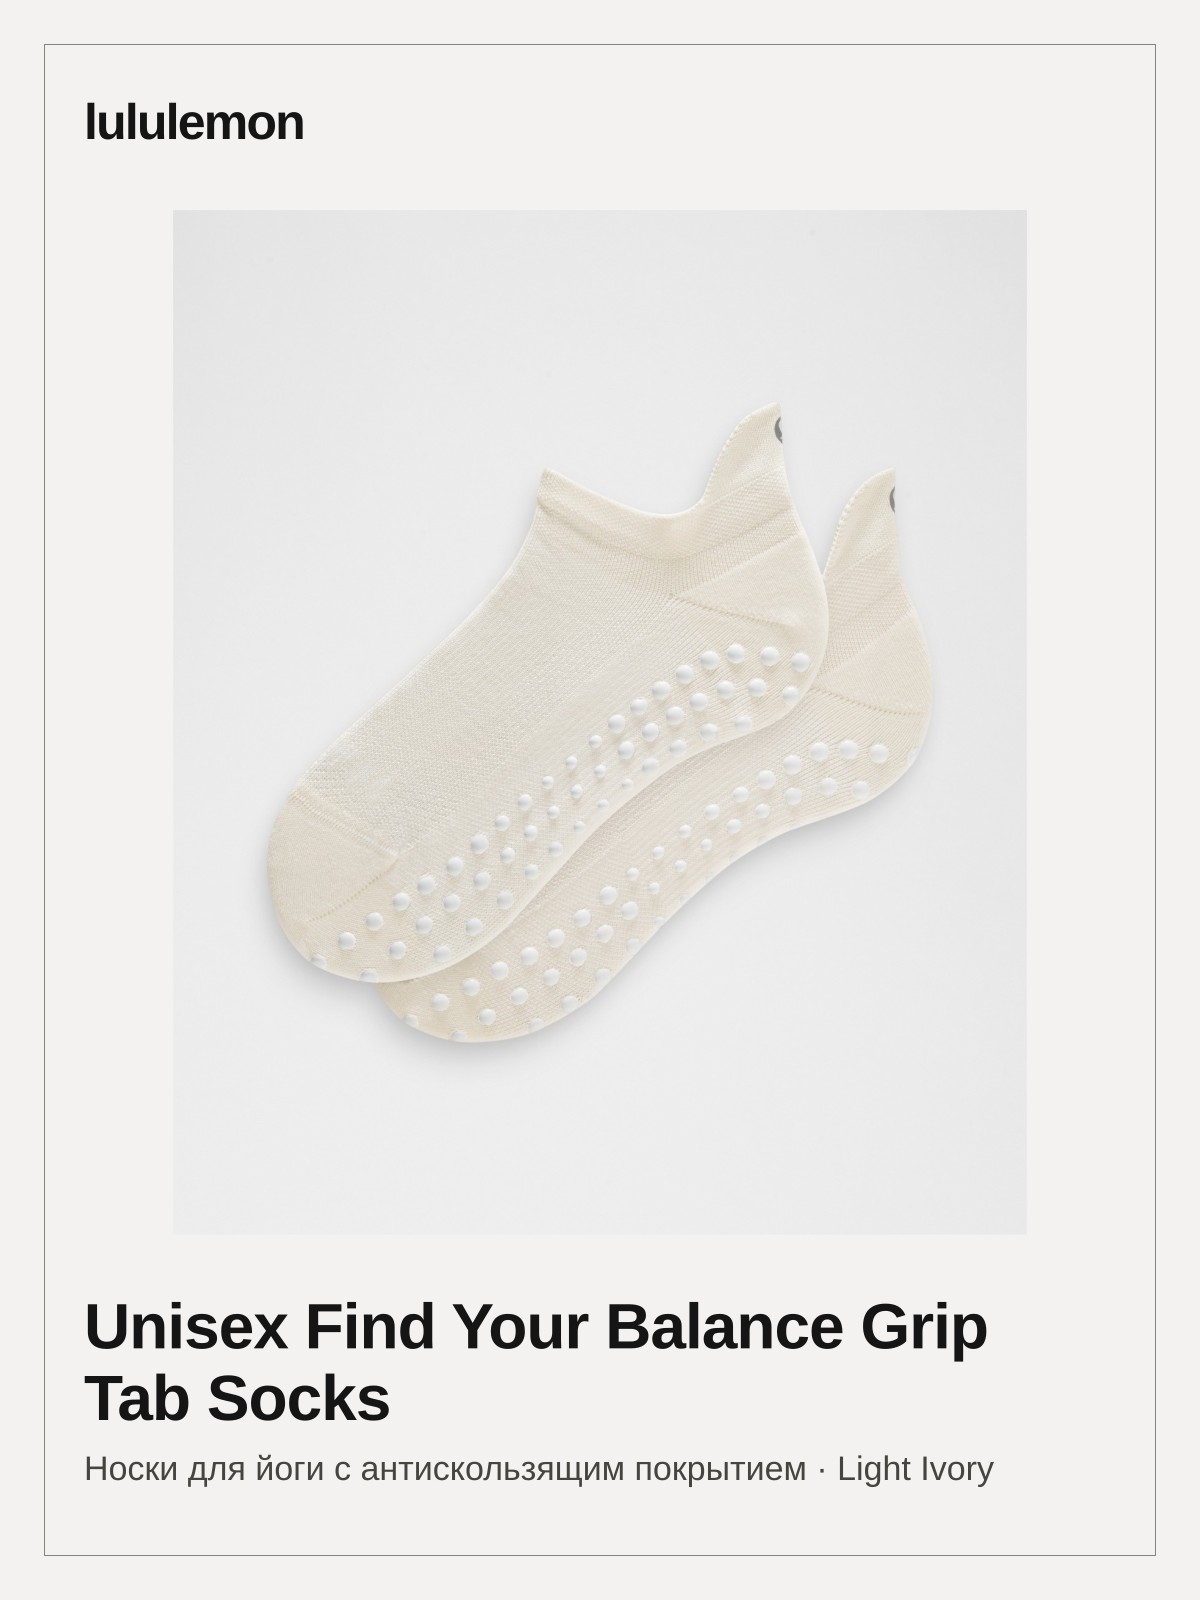 lululemon
Unisex Find Your Balance Grip
Tab Socks
Носки для йоги с антискользящим покрытием · Light Ivory